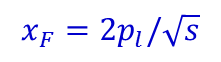 x_F = 2p_l/√s